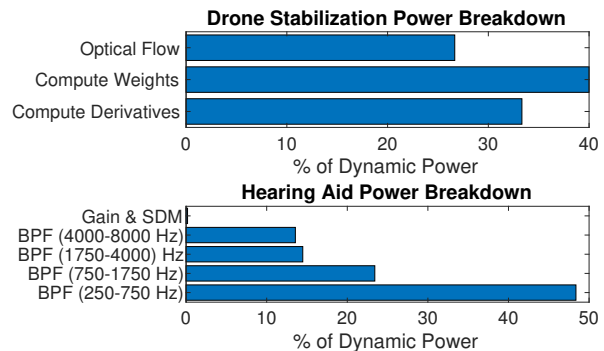 Drone Stabilization Power Breakdown
Optical Flow
Compute Weights
Compute Derivatives
0 10 20 30 40
% of Dynamic Power
Hearing Aid Power Breakdown
Gain & SDM
BPF (4000-8000 Hz)
BPF (1750-4000) Hz
BPF (750-1750 Hz)
BPF (250-750 Hz)
0 10 20 30 40 50
% of Dynamic Power